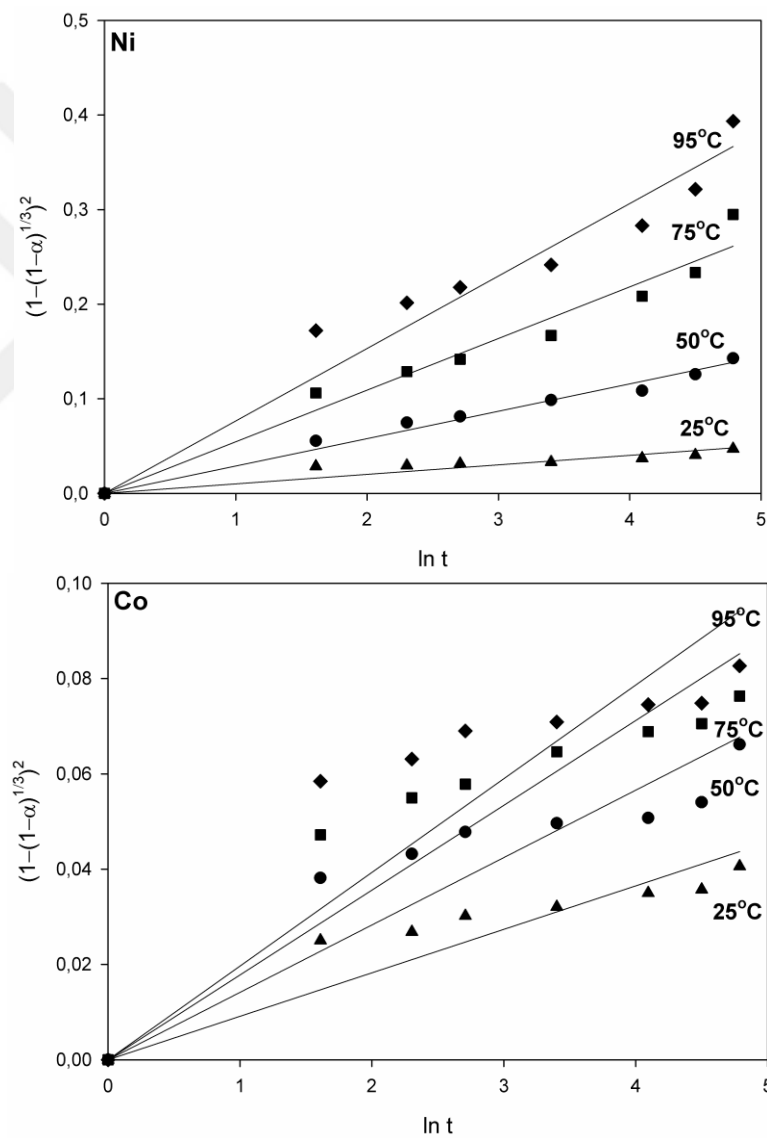 Ni
0,5
0,4
0,3
0,2
0,1
0,0
(1−(1−α)^{1/3})^2
95°C
75°C
50°C
25°C
0 1 2 3 4 5
ln t
Co
0,10
0,08
0,06
0,04
0,02
0,00
(1−(1−α)^{1/3})^2
95°C
75°C
50°C
25°C
0 1 2 3 4 5
ln t